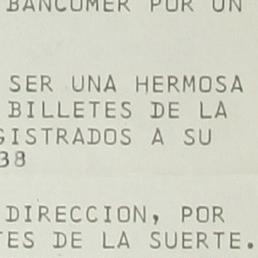 BANCOMER POR UN
SER UNA HERMOSA
BILLETES DE LA
GISTRADOS A SU
38
DIRECCION, POR
TES DE LA SUERTE.